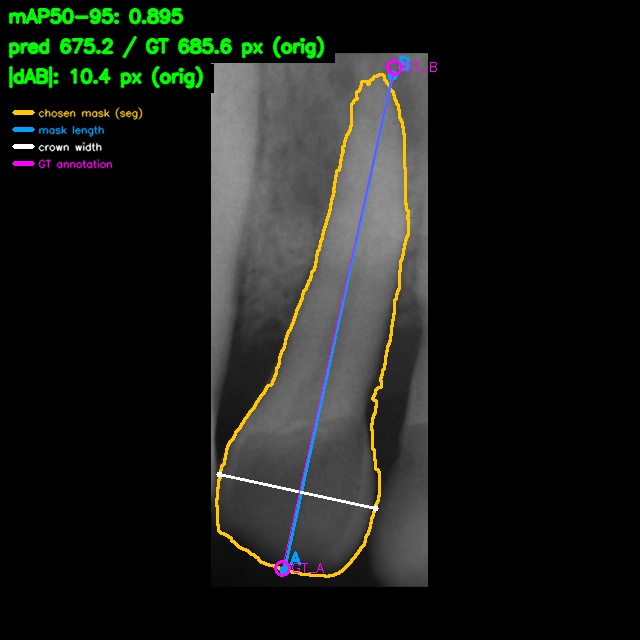 mAP50-95: 0.895
pred 675.2 / GT 685.6 px (orig)
|dAB|: 10.4 px (orig)
chosen mask (seg)
mask length
crown width
GT annotation
GT_B
A
GT_A